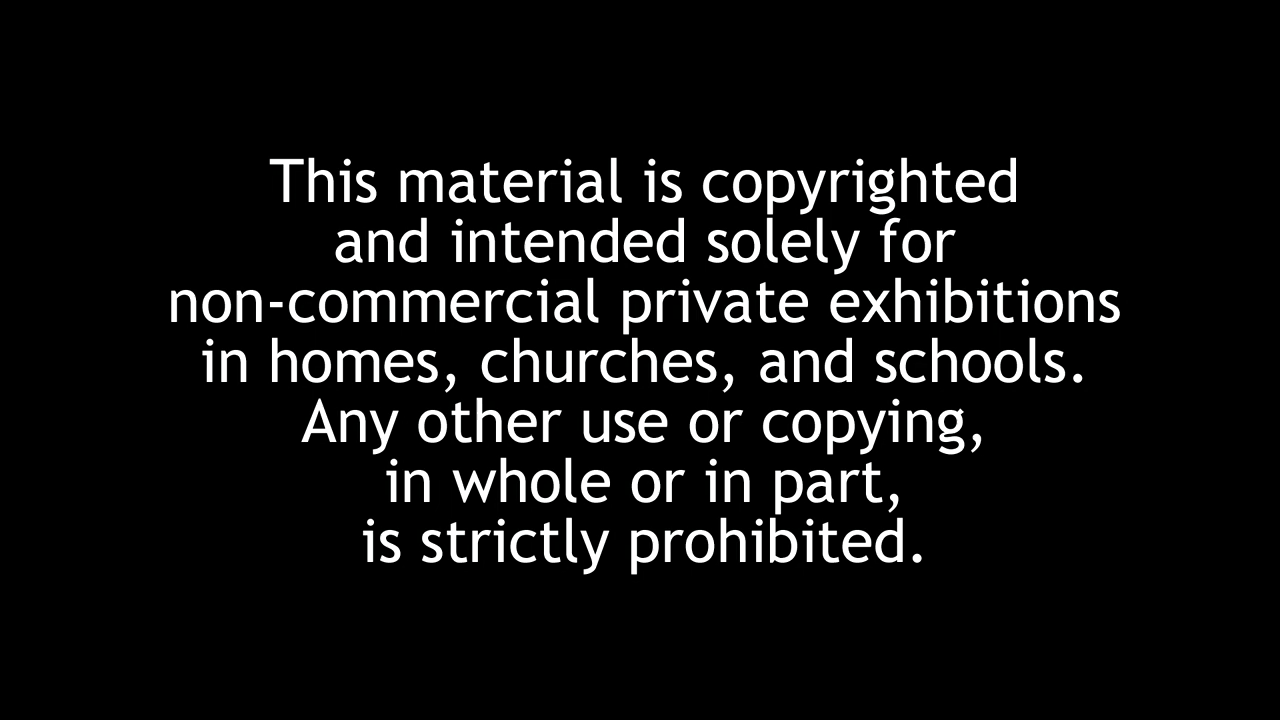 This material is copyrighted
and intended solely for
non-commercial private exhibitions
in homes, churches, and schools.
Any other use or copying,
in whole or in part,
is strictly prohibited.